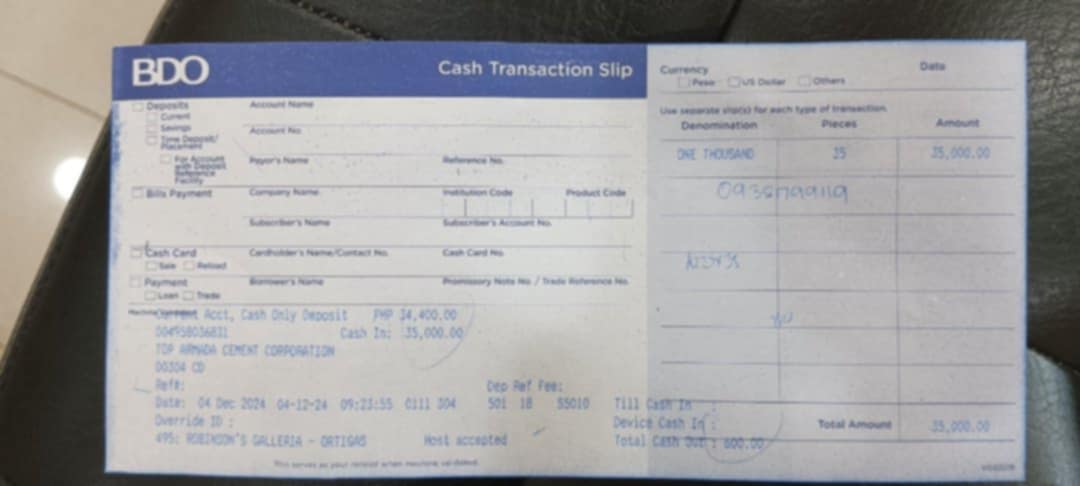 BDO
Cash Transaction Slip
Deposits
Current
Savings
Time Deposit/
Placement
For Account
with Deposit
Reference
Facility
Account Name
Account No.
Payor's Name Reference No.
Bills Payment
Company Name Institution Code Product Code
Subscriber's Name Subscriber's Account No.
Cash Card
Sale Reload
Cardholder's Name/Contact No. Cash Card No.
Payment
Loan Trade
Borrower's Name Promissory Note No. / Trade Reference No.
Acct, Cash Only Deposit PHP 34,400.00
Cash In: 35,000.00
TOP ARMADA CEMENT CORPORATION
00304 CD
Ref#: Dep Ref Fee:
Date: 04 Dec 2024 04-12-24 09:23:55 0111 304 501 18 55010 Till Cash In
Override ID : Device Cash In :
495: ROBINSON'S GALLERIA - ORTIGAS Host accepted Total Cash Out : 600.00
This serves as your receipt when machine validated.
Currency Date
Peso US Dollar Others
Use separate slip(s) for each type of transaction.
Denomination Pieces Amount
ONE THOUSAND 35 35,000.00
Total Amount 35,000.00